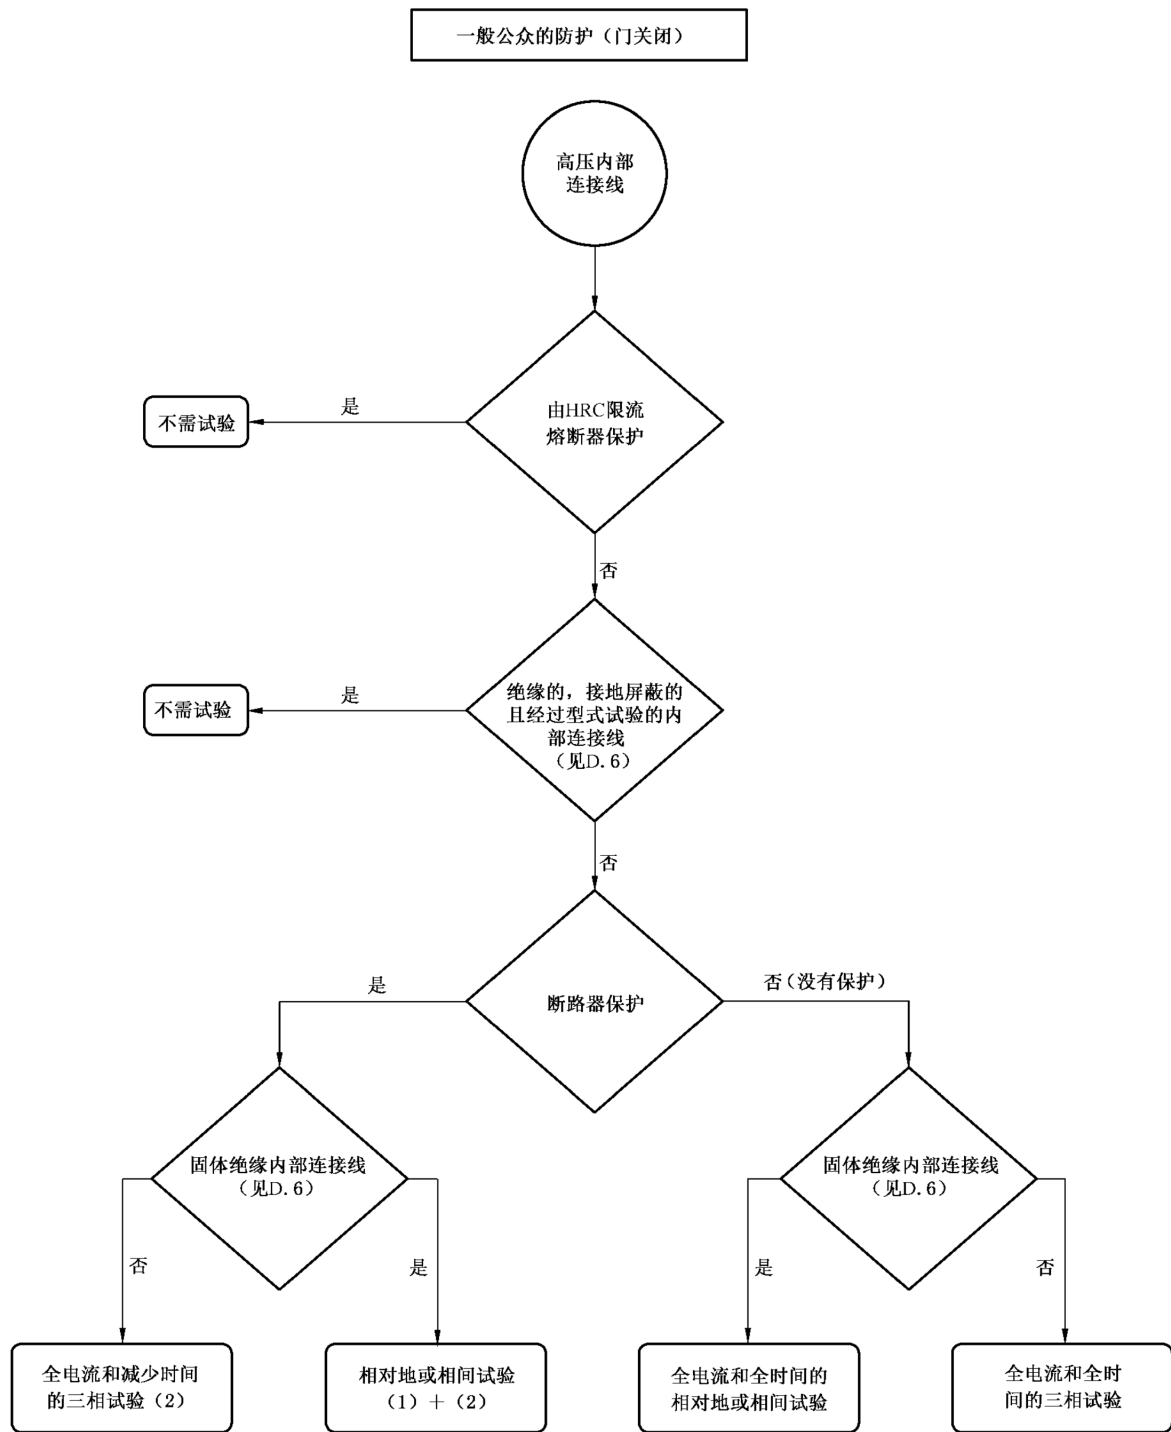 一般公众的防护（门关闭）
高压内部
连接线
由HRC限流
熔断器保护
是
不需试验
否
绝缘的，接地屏蔽的
且经过型式试验的内
部连接线
（见D.6）
是
不需试验
否
断路器保护
是
否（没有保护）
固体绝缘内部连接线
（见D.6）
固体绝缘内部连接线
（见D.6）
否
是
是
否
全电流和减少时间
的三相试验（2）
相对地或相间试验
（1）＋（2）
全电流和全时间的
相对地或相间试验
全电流和全时
间的三相试验